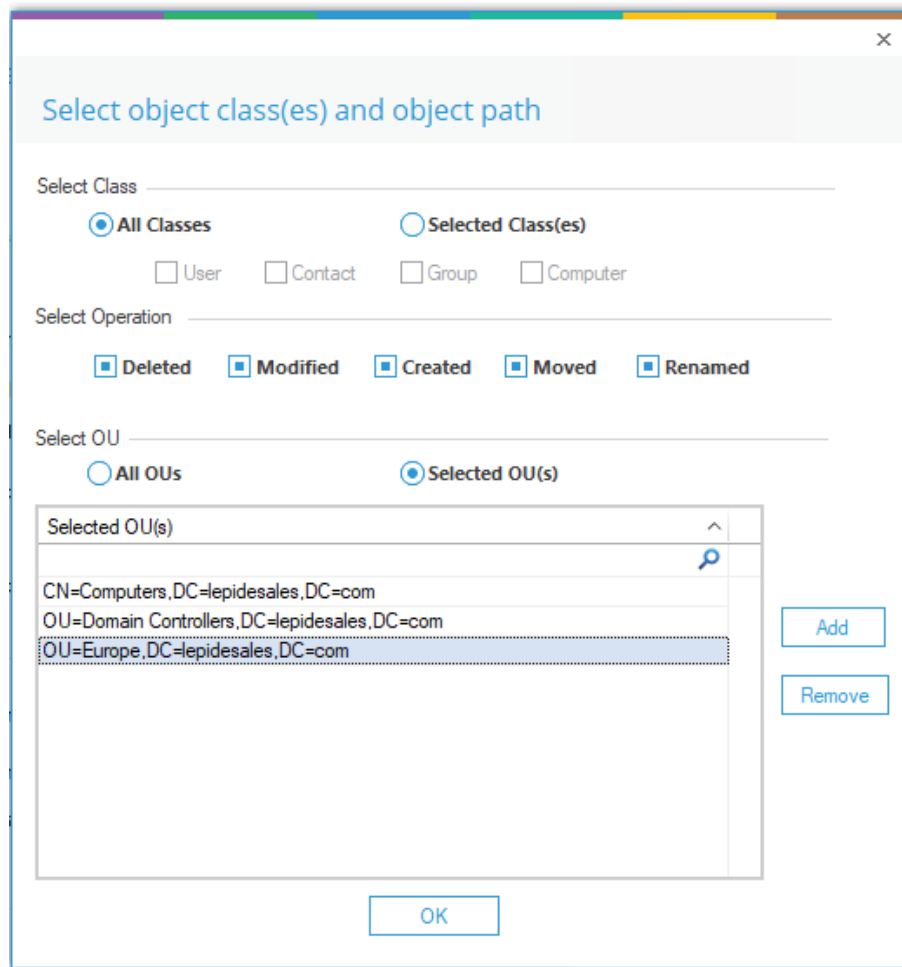 Select object class(es) and object path
Select Class
All Classes Selected Class(es)
User Contact Group Computer
Select Operation
Deleted Modified Created Moved Renamed
Select OU
All OUs Selected OU(s)
Selected OU(s)
CN=Computers,DC=lepidesales,DC=com
OU=Domain Controllers,DC=lepidesales,DC=com
OU=Europe,DC=lepidesales,DC=com
Add
Remove
OK